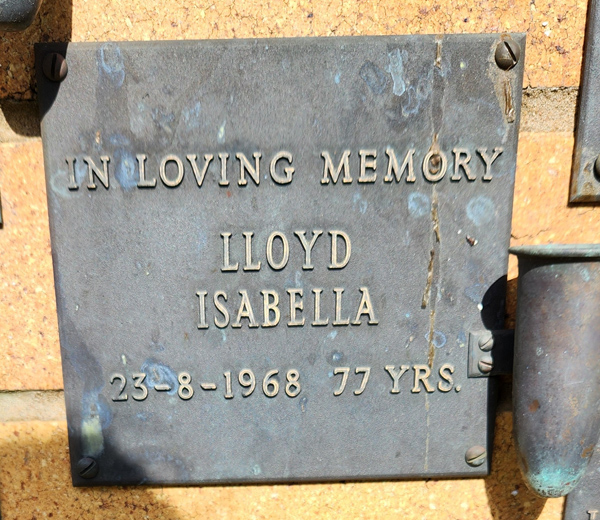 IN LOVING MEMORY
LLOYD
ISABELLA
23-8-1968 77 YRS.